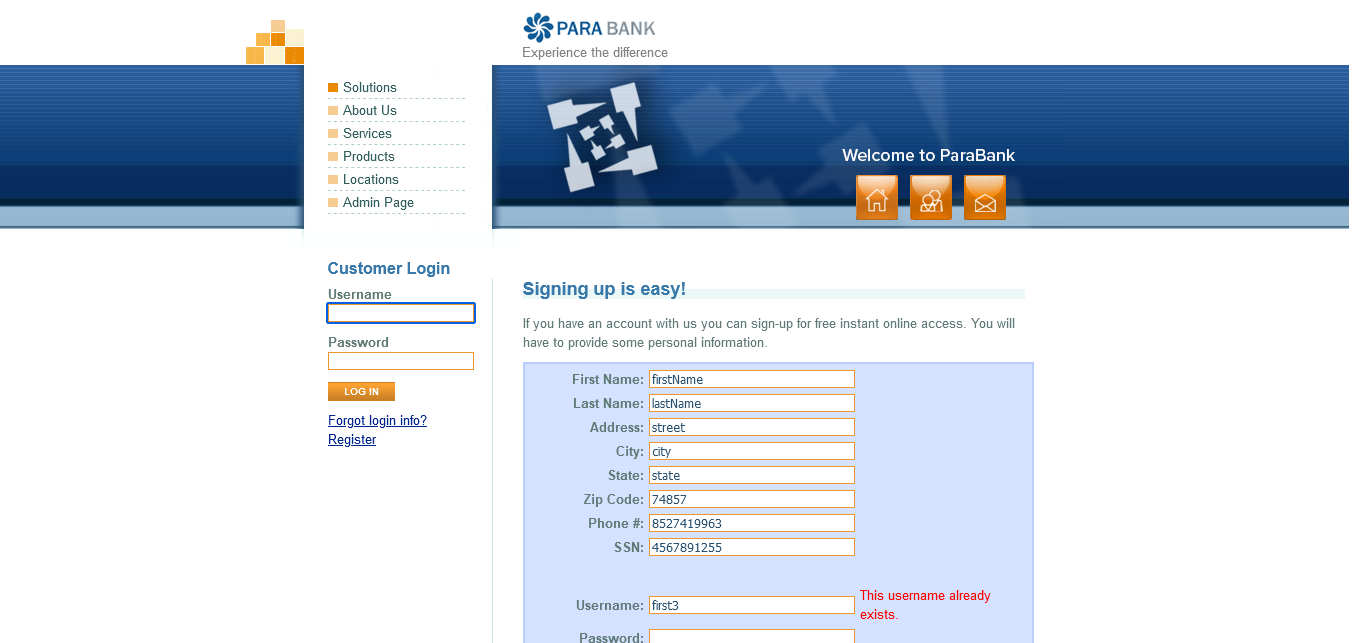 PARA BANK
Experience the difference
Solutions
About Us
Services
Products
Locations
Admin Page
Welcome to ParaBank
Customer Login
Username
Password
LOG IN
Forgot login info?
Register
Signing up is easy!
If you have an account with us you can sign-up for free instant online access. You will
have to provide some personal information.
First Name: firstName
Last Name: lastName
Address: street
City: city
State: state
Zip Code: 74857
Phone #: 8527419963
SSN: 4567891255
Username: first3 This username already
exists.
Password: